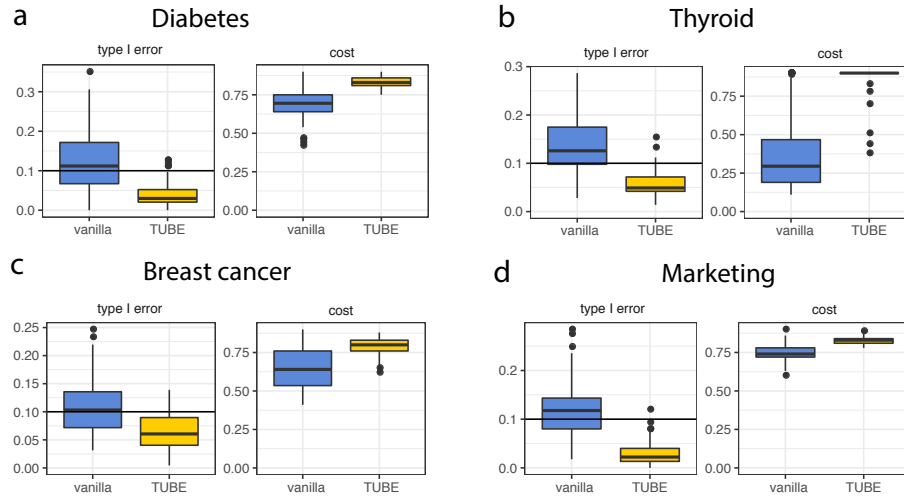 a Diabetes
type I error cost
0.3
0.2
0.1
0.0
0.75
0.50
0.25
0.00
vanilla TUBE vanilla TUBE
b Thyroid
type I error cost
0.3
0.2
0.1
0.0
0.75
0.50
0.25
0.00
vanilla TUBE vanilla TUBE
c Breast cancer
type I error cost
0.25
0.20
0.15
0.10
0.05
0.00
0.75
0.50
0.25
0.00
vanilla TUBE vanilla TUBE
d Marketing
type I error cost
0.2
0.1
0.0
0.75
0.50
0.25
0.00
vanilla TUBE vanilla TUBE